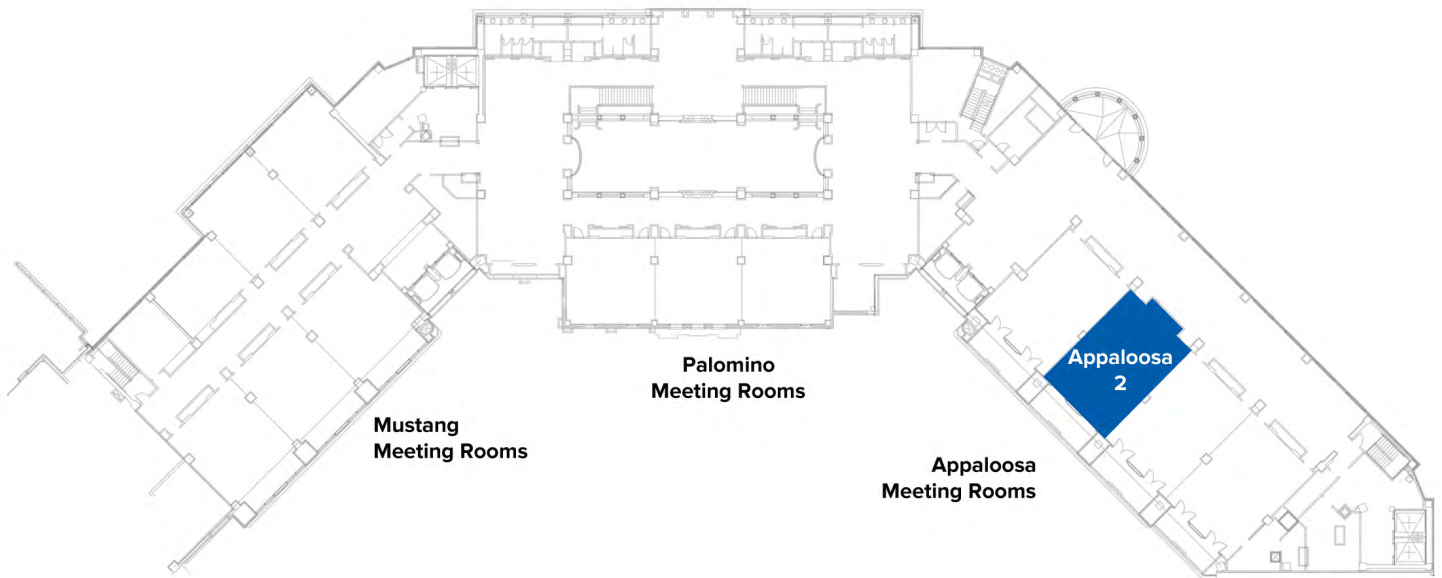 Appaloosa
2
Palomino
Meeting Rooms
Mustang
Meeting Rooms
Appaloosa
Meeting Rooms